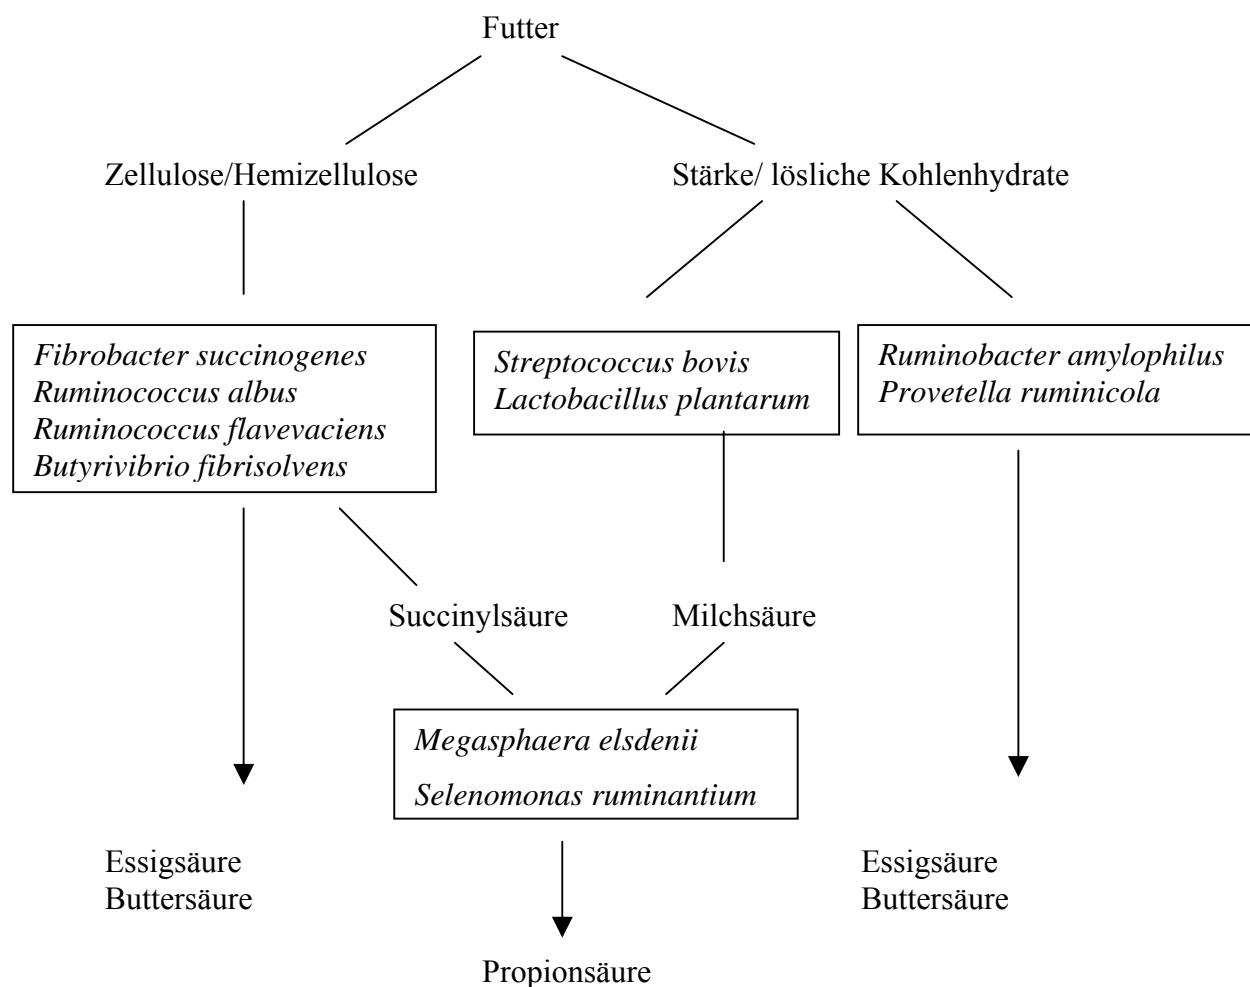 Futter
Zellulose/Hemizellulose
Stärke/ lösliche Kohlenhydrate
Fibrobacter succinogenes
Ruminococcus albus
Ruminococcus flavevaciens
Butyrivibrio fibrisolvens
Streptococcus bovis
Lactobacillus plantarum
Ruminobacter amylophilus
Provetella ruminicola
Succinylsäure
Milchsäure
Megasphaera elsdenii
Selenomonas ruminantium
Essigsäure
Buttersäure
Essigsäure
Buttersäure
Propionsäure